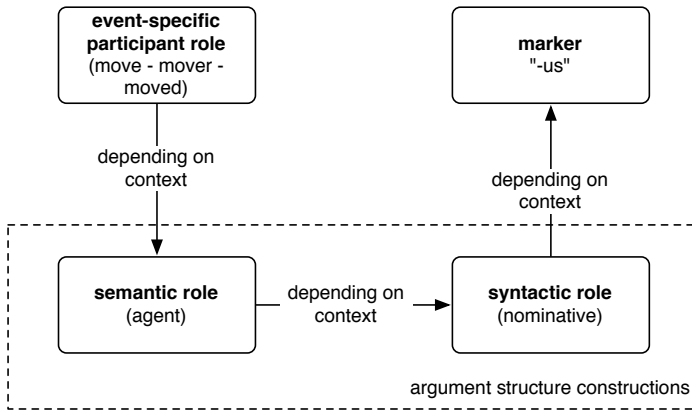 event-specific
participant role
(move - mover -
moved)
marker
"-us"
depending on
context
depending on
context
semantic role
(agent)
depending on
context
syntactic role
(nominative)
argument structure constructions